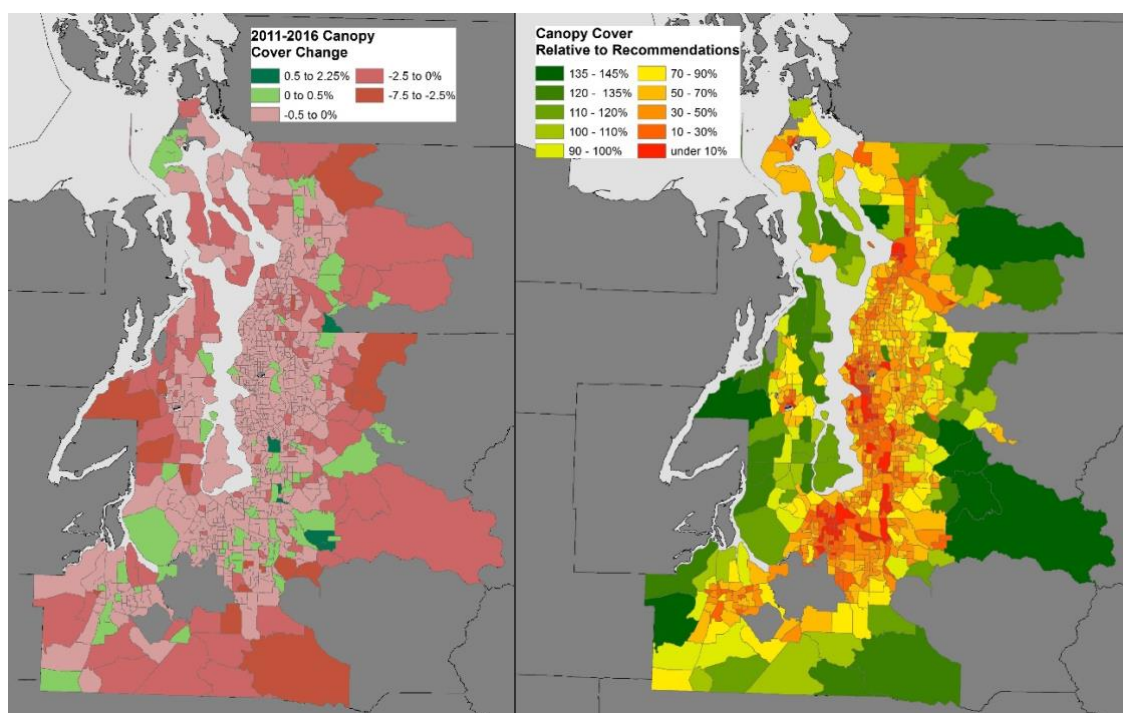 2011-2016 Canopy
Cover Change
0.5 to 2.25%
0 to 0.5%
-0.5 to 0%
-2.5 to 0%
-7.5 to -2.5%
Canopy Cover
Relative to Recommendations
135 - 145%
120 - 135%
110 - 120%
100 - 110%
90 - 100%
70 - 90%
50 - 70%
30 - 50%
10 - 30%
under 10%